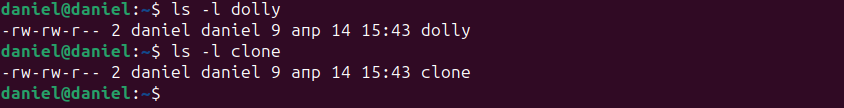 daniel@daniel:~$ ls -l dolly
-rw-rw-r-- 2 daniel daniel 9 апр 14 15:43 dolly
daniel@daniel:~$ ls -l clone
-rw-rw-r-- 2 daniel daniel 9 апр 14 15:43 clone
daniel@daniel:~$